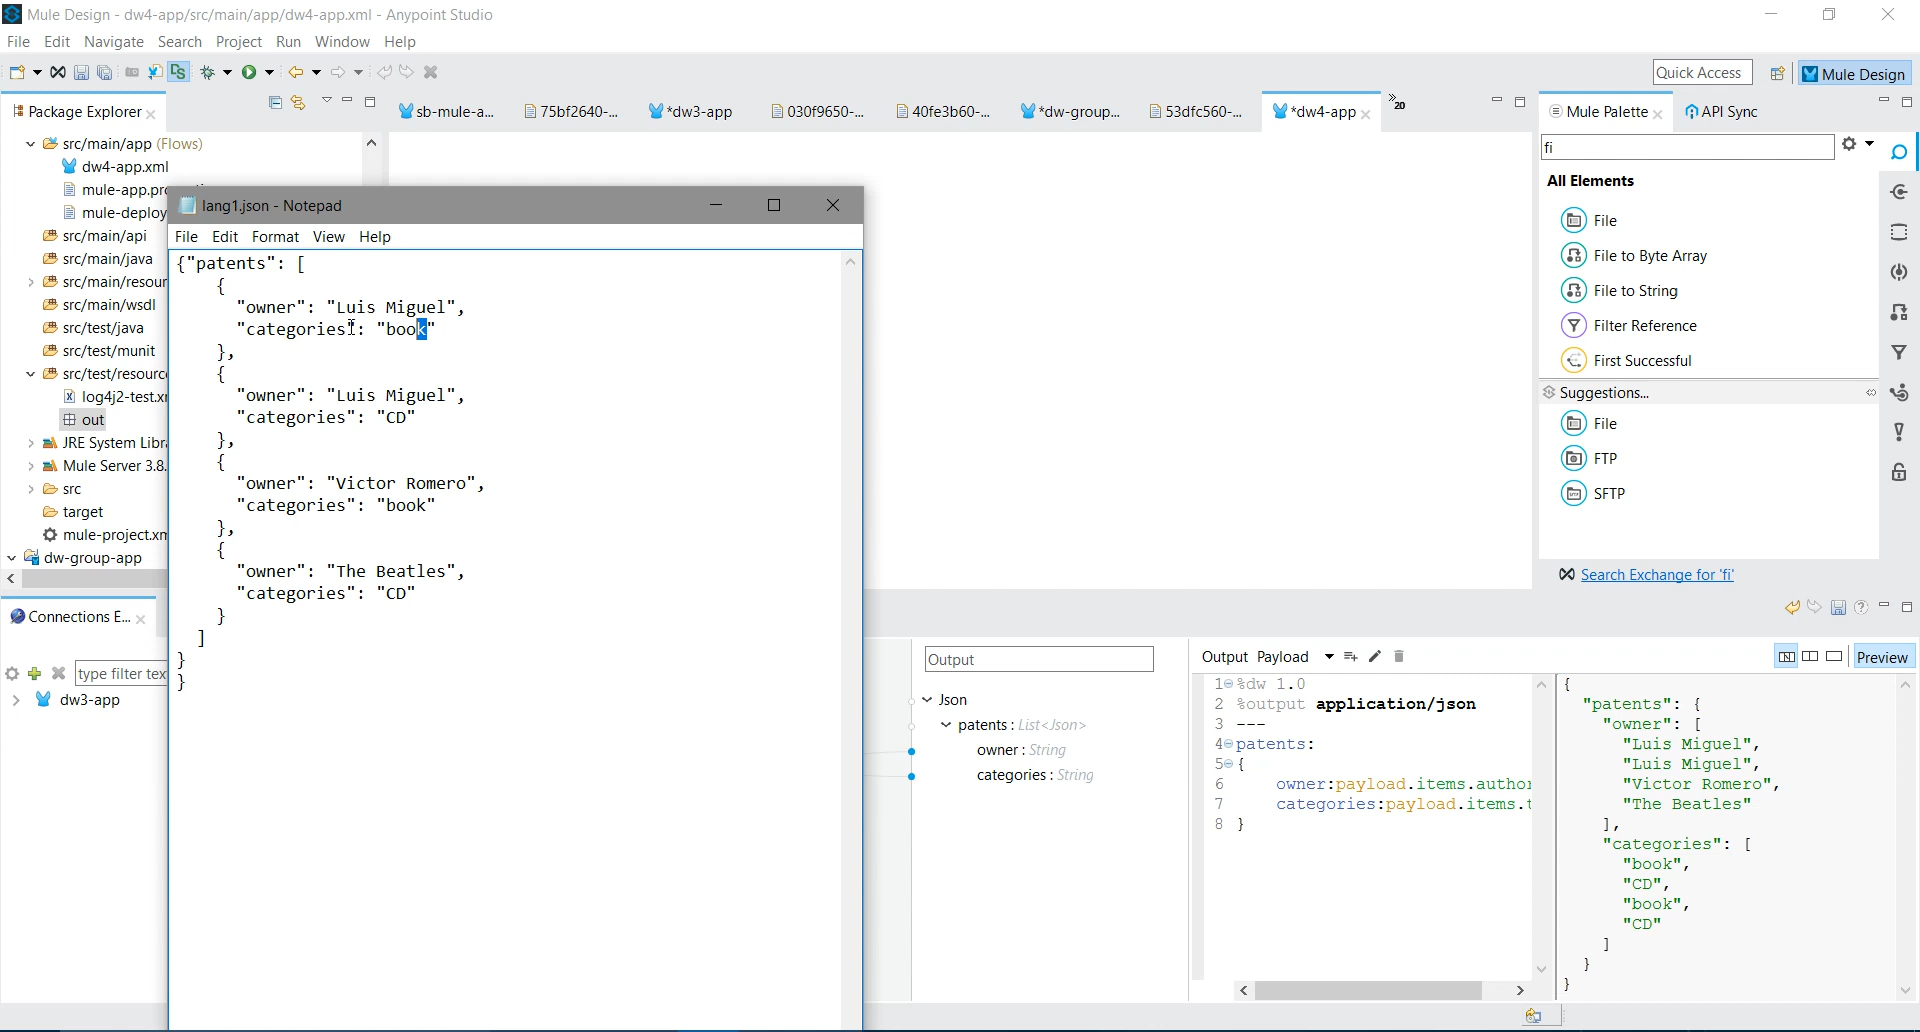 Mule Design - dw4-app/src/main/app/dw4-app.xml - Anypoint Studio
File Edit Navigate Search Project Run Window Help
Quick Access Mule Design
Package Explorer
sb-mule-a... 75bf2640-... *dw3-app 030f9650-... 40fe3b60-... *dw-group... 53dfc560-... *dw4-app »20
Mule Palette API Sync
src/main/app (Flows)
dw4-app.xml
mule-app.pro
mule-deploy
src/main/api
src/main/java
src/main/resour
src/main/wsdl
src/test/java
src/test/munit
src/test/resourc
log4j2-test.x
out
JRE System Libr
Mule Server 3.8.
src
target
mule-project.xm
dw-group-app
lang1.json - Notepad
File Edit Format View Help
{"patents": [
{
"owner": "Luis Miguel",
"categories": "book"
},
{
"owner": "Luis Miguel",
"categories": "CD"
},
{
"owner": "Victor Romero",
"categories": "book"
},
{
"owner": "The Beatles",
"categories": "CD"
}
]
}
}
fi
All Elements
File
File to Byte Array
File to String
Filter Reference
First Successful
Suggestions...
File
FTP
SFTP
Search Exchange for 'fi'
Connections E...
type filter tex
dw3-app
Output
Json
patents : List<Json>
owner : String
categories : String
Output Payload Preview
1 %dw 1.0
2 %output application/json
3 ---
4 patents:
5 {
6 owner:payload.items.author
7 categories:payload.items.t
8 }
{
"patents": {
"owner": [
"Luis Miguel",
"Luis Miguel",
"Victor Romero",
"The Beatles"
],
"categories": [
"book",
"CD",
"book",
"CD"
]
}
}